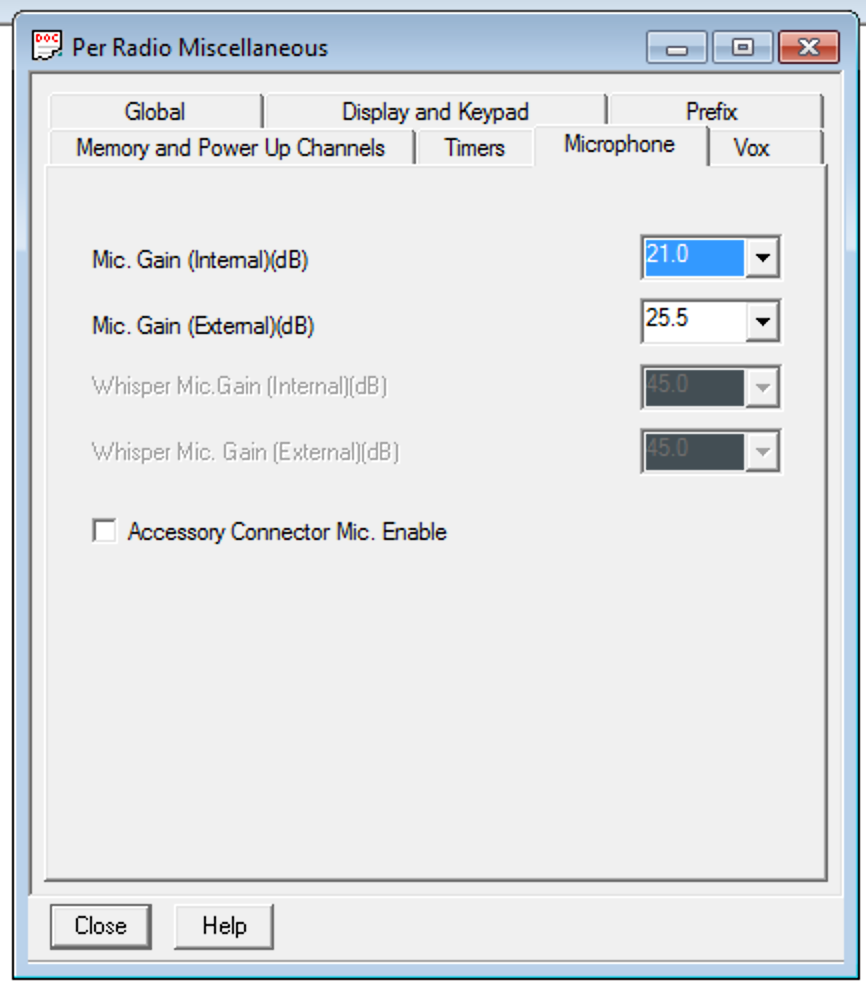 DOC Per Radio Miscellaneous
Global Display and Keypad Prefix
Memory and Power Up Channels Timers Microphone Vox
Mic. Gain (Internal)(dB) 21.0
Mic. Gain (External)(dB) 25.5
Whisper Mic.Gain (Internal)(dB) 45.0
Whisper Mic. Gain (External)(dB) 45.0
Accessory Connector Mic. Enable
Close Help